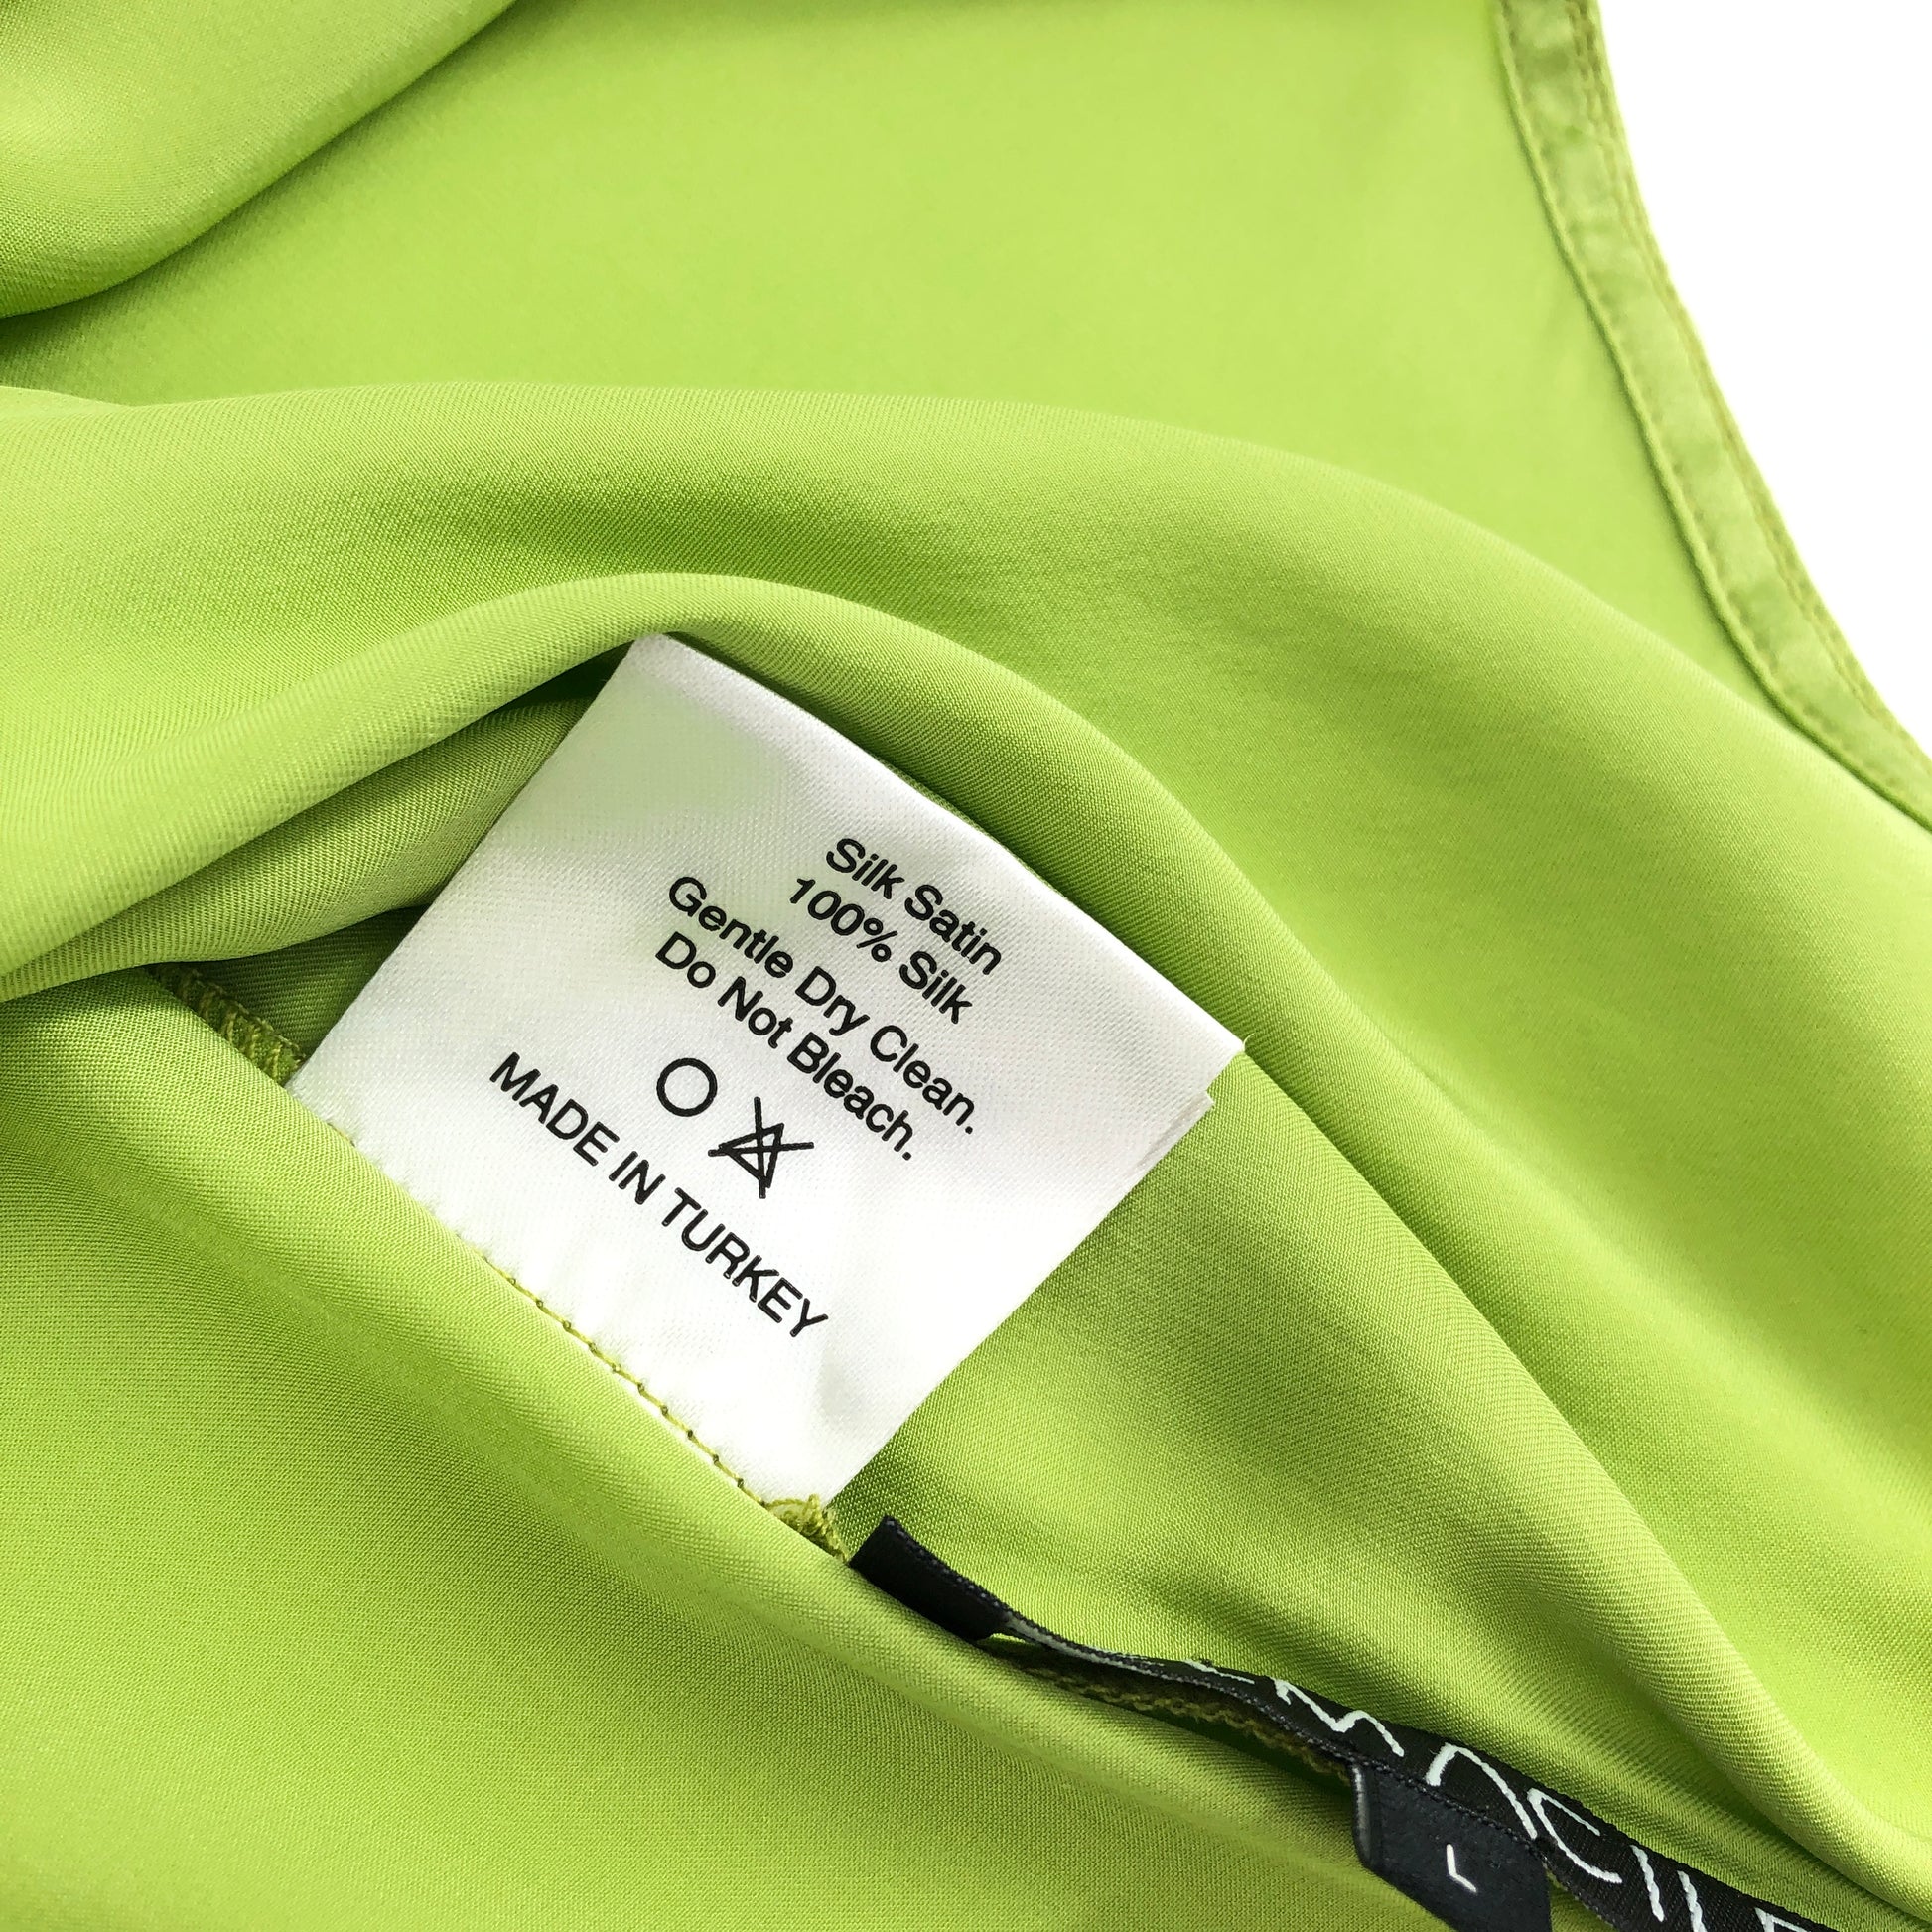 Silk Satin
100% Silk
Gentle Dry Clean.
Do Not Bleach.
MADE IN TURKEY
L